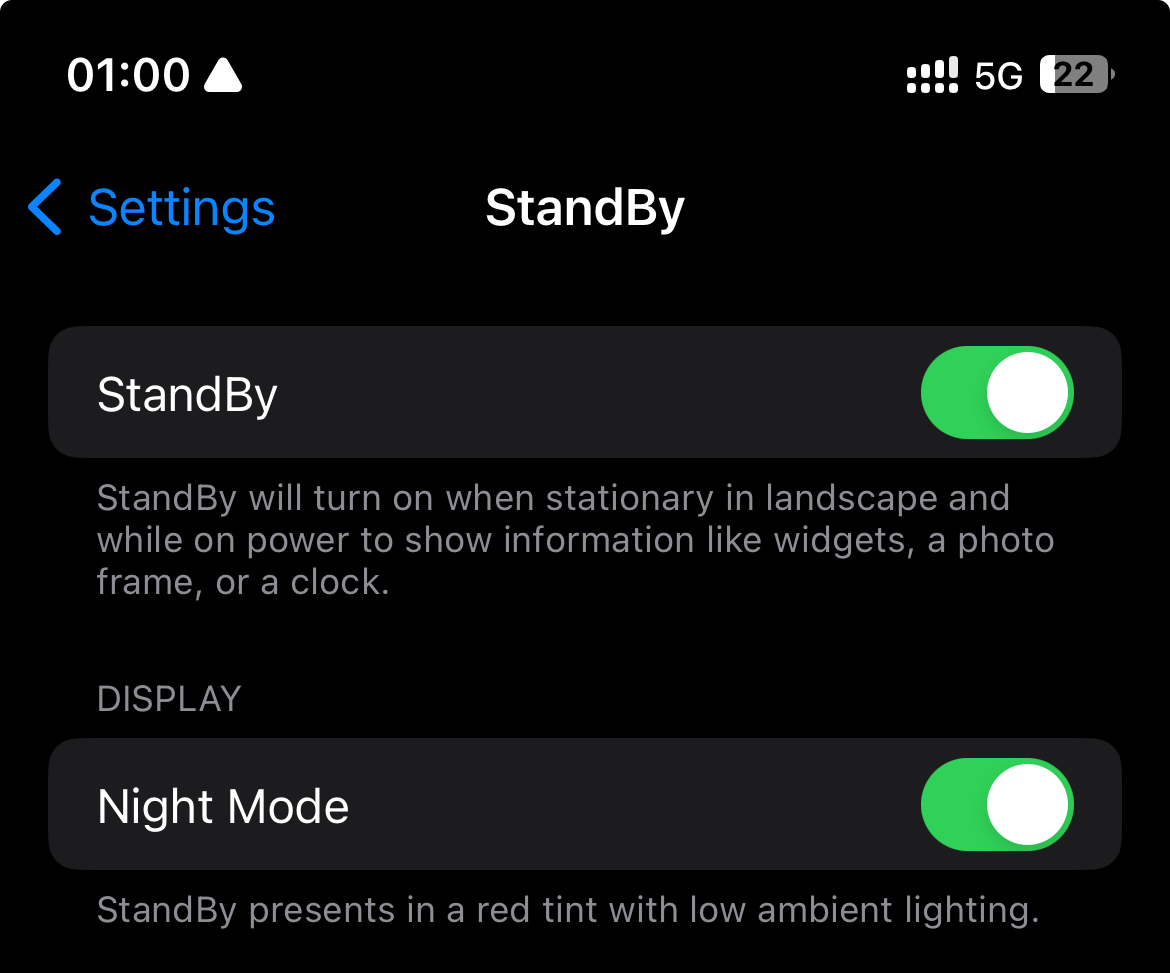 01:00
5G
22
Settings
StandBy
StandBy
StandBy will turn on when stationary in landscape and
while on power to show information like widgets, a photo
frame, or a clock.
DISPLAY
Night Mode
StandBy presents in a red tint with low ambient lighting.